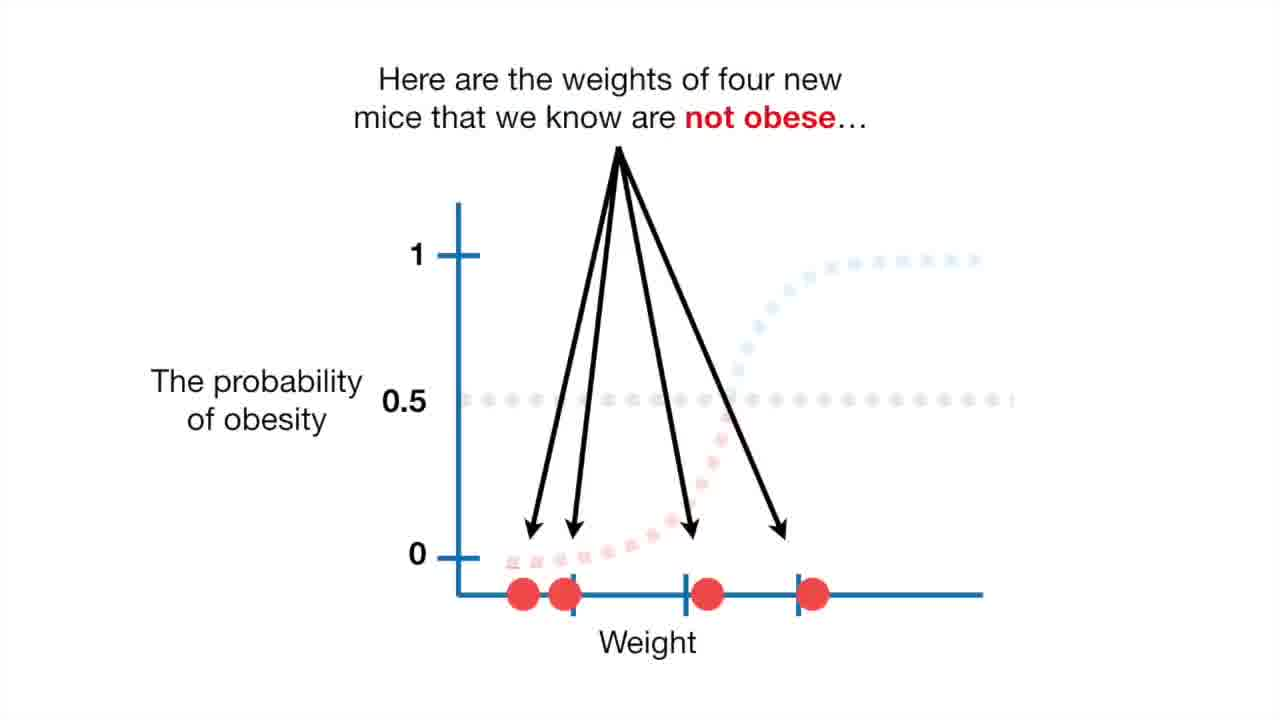 Here are the weights of four new
mice that we know are not obese…
1
The probability
of obesity
0.5
0
Weight